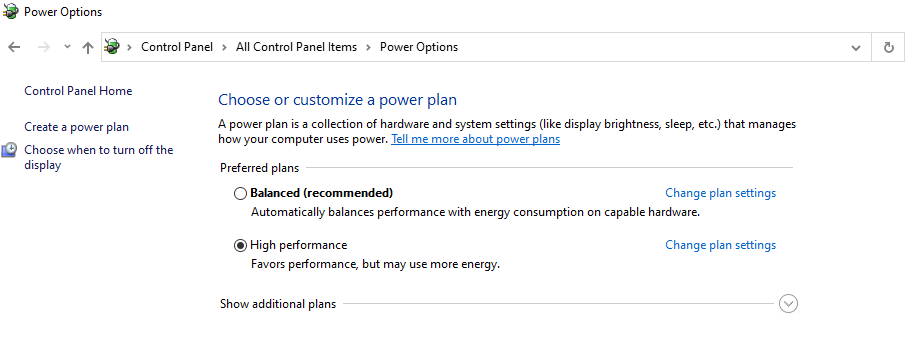 Power Options
Control Panel > All Control Panel Items > Power Options
Control Panel Home
Create a power plan
Choose when to turn off the
display
Choose or customize a power plan
A power plan is a collection of hardware and system settings (like display brightness, sleep, etc.) that manages
how your computer uses power. Tell me more about power plans
Preferred plans
Balanced (recommended) Change plan settings
Automatically balances performance with energy consumption on capable hardware.
High performance Change plan settings
Favors performance, but may use more energy.
Show additional plans